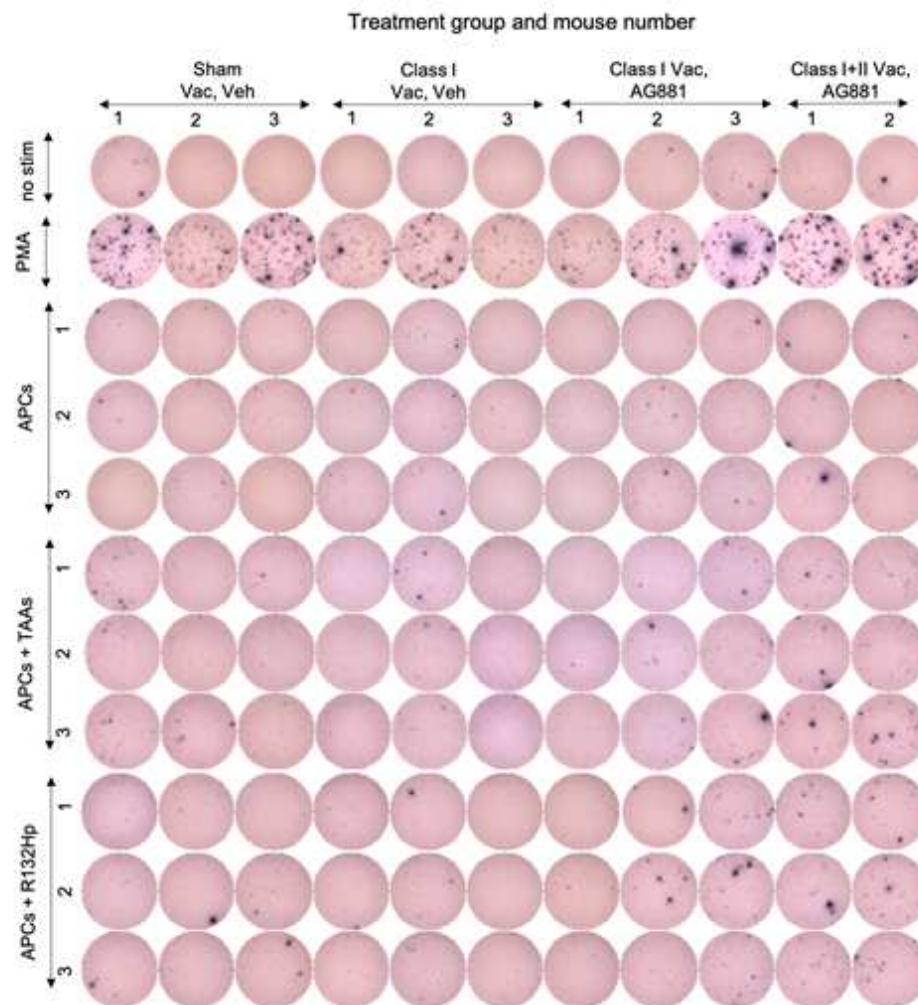 Treatment group and mouse number
Sham
Vac, Veh
Class I
Vac, Veh
Class I Vac,
AG881
Class I+II Vac,
AG881
1 2 3 1 2 3 1 2 3 1 2
no stim
PMA
APCs
1
2
3
APCs + TAAs
1
2
3
APCs + R132Hp
1
2
3